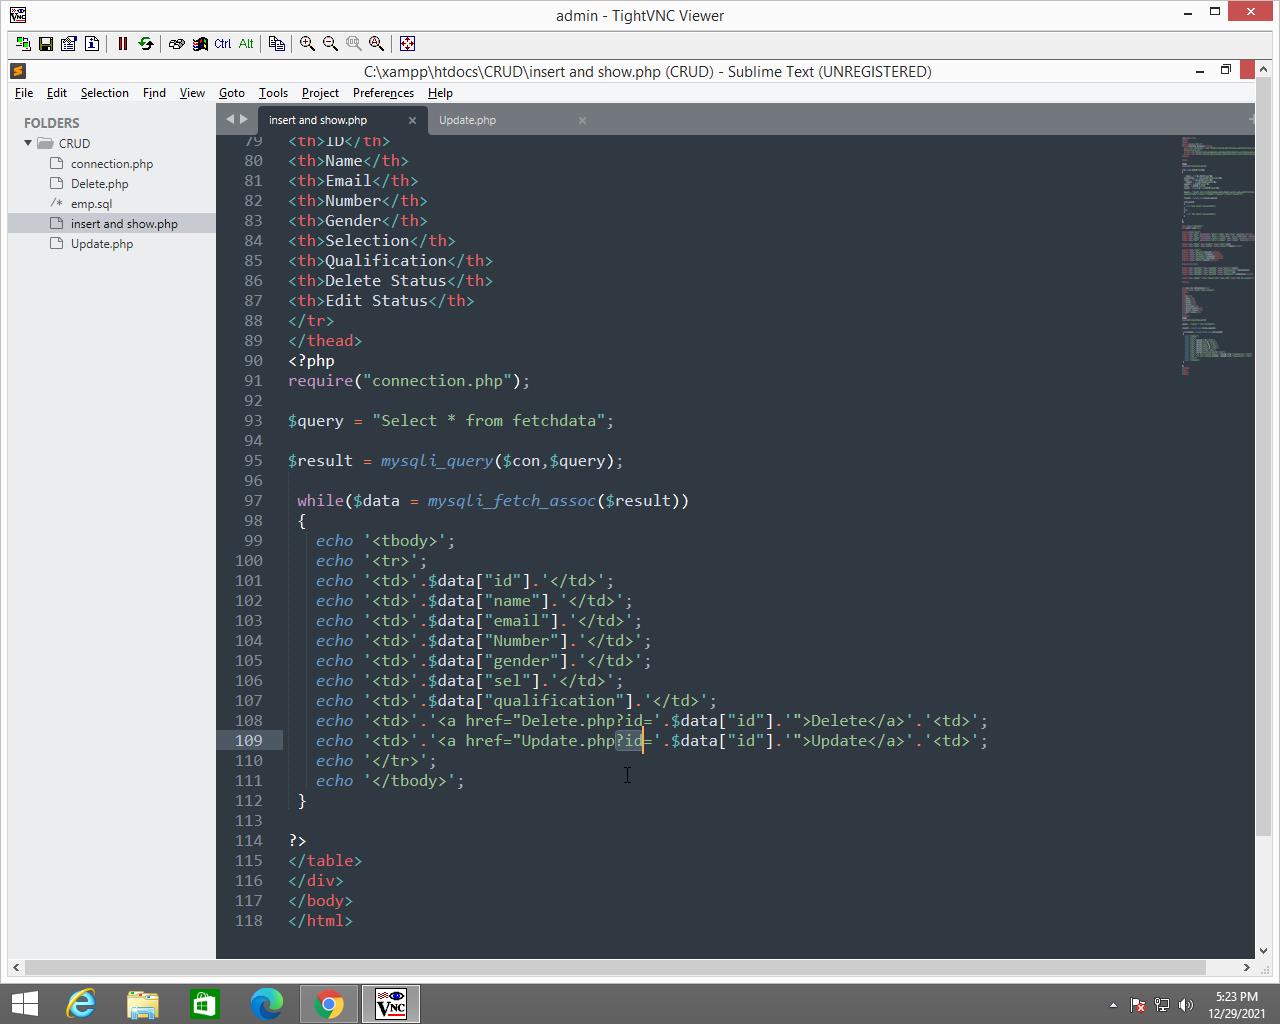 admin - TightVNC Viewer
Ctrl Alt
C:\xampp\htdocs\CRUD\insert and show.php (CRUD) - Sublime Text (UNREGISTERED)
File Edit Selection Find View Goto Tools Project Preferences Help
FOLDERS
CRUD
connection.php
Delete.php
/* emp.sql
insert and show.php
Update.php
insert and show.php × Update.php ×
79 <th>ID</th>
80 <th>Name</th>
81 <th>Email</th>
82 <th>Number</th>
83 <th>Gender</th>
84 <th>Selection</th>
85 <th>Qualification</th>
86 <th>Delete Status</th>
87 <th>Edit Status</th>
88 </tr>
89 </thead>
90 <?php
91 require("connection.php");
92
93 $query = "Select * from fetchdata";
94
95 $result = mysqli_query($con,$query);
96
97 while($data = mysqli_fetch_assoc($result))
98 {
99 echo '<tbody>';
100 echo '<tr>';
101 echo '<td>'.$data["id"].'</td>';
102 echo '<td>'.$data["name"].'</td>';
103 echo '<td>'.$data["email"].'</td>';
104 echo '<td>'.$data["Number"].'</td>';
105 echo '<td>'.$data["gender"].'</td>';
106 echo '<td>'.$data["sel"].'</td>';
107 echo '<td>'.$data["qualification"].'</td>';
108 echo '<td>'.'<a href="Delete.php?id='.$data["id"].'">Delete</a>'.'<td>';
109 echo '<td>'.'<a href="Update.php?id='.$data["id"].'">Update</a>'.'<td>';
110 echo '</tr>';
111 echo '</tbody>';
112 }
113
114 ?>
115 </table>
116 </div>
117 </body>
118 </html>
5:23 PM
12/29/2021